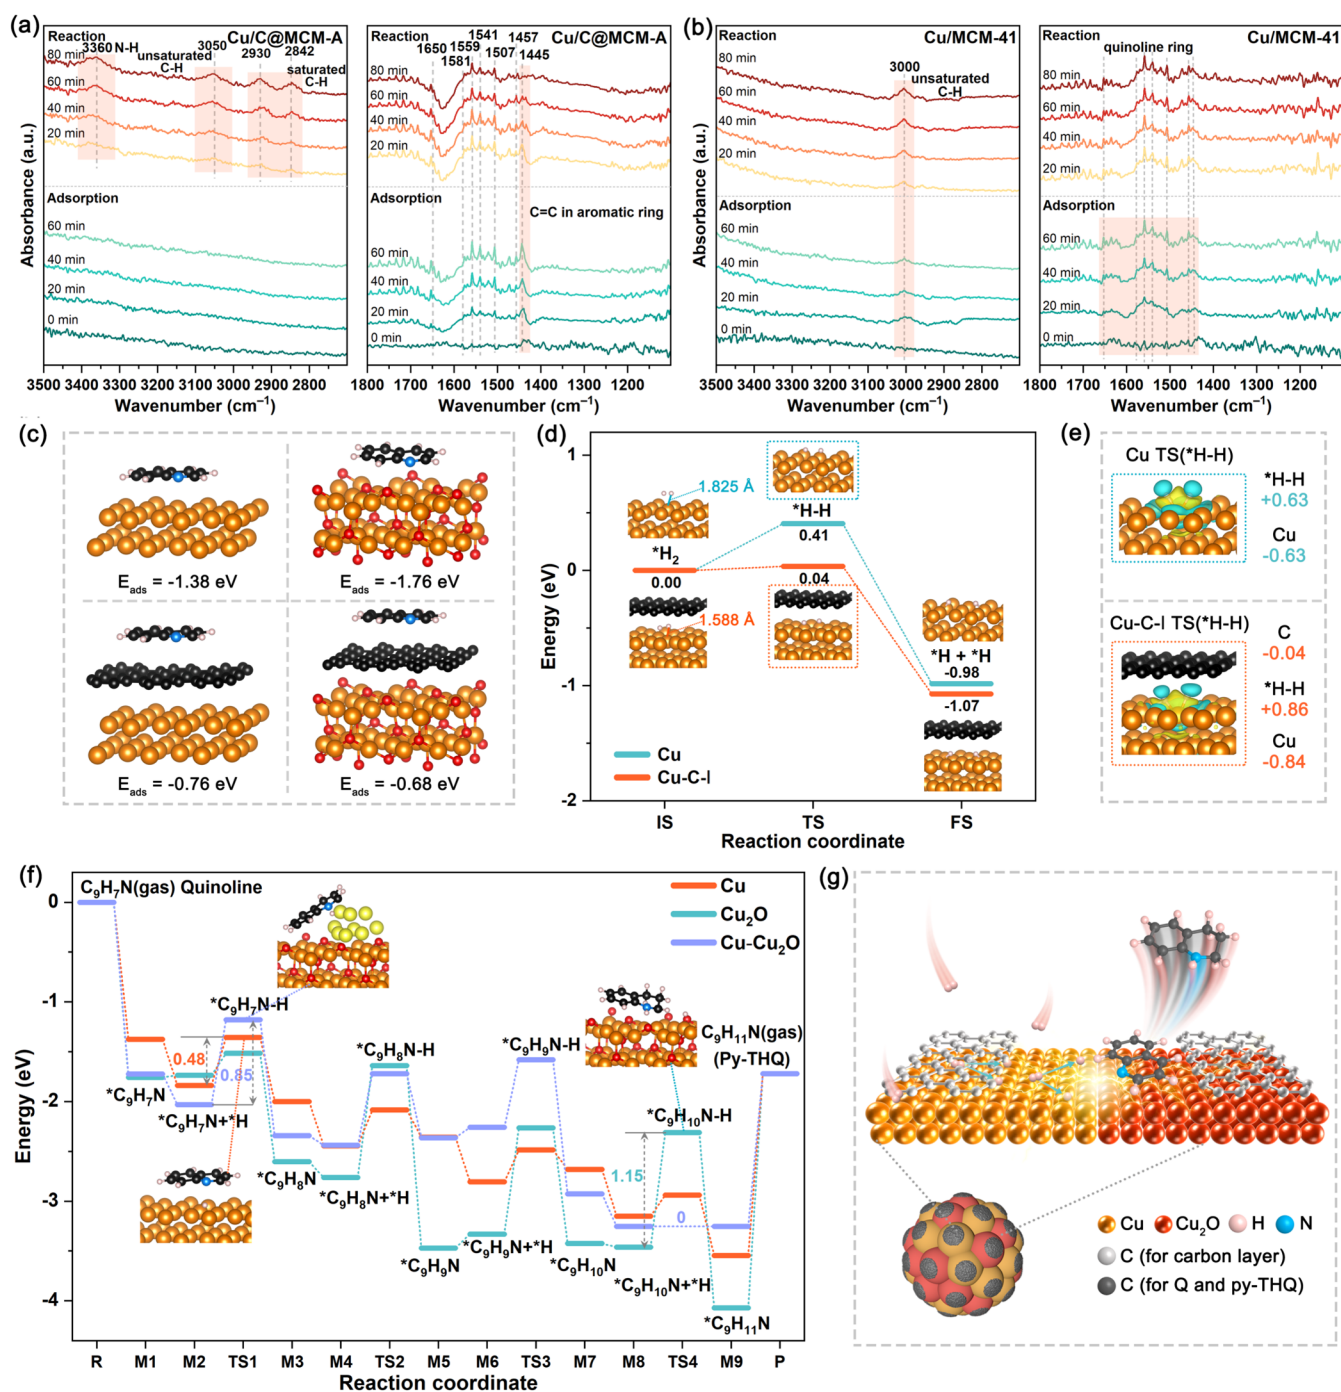 (a)
Reaction
Cu/C@MCM-A
3360 N-H
3050
2930
2842
80 min
unsaturated
C-H
saturated
C-H
60 min
40 min
20 min
Adsorption
60 min
40 min
20 min
0 min
3500 3400 3200 3000 2800
Wavenumber (cm⁻¹)
Absorbance (a.u.)
Reaction
Cu/C@MCM-A
1650 1559 1541 1457
1581 1507 1445
80 min
60 min
40 min
20 min
Adsorption
C=C in aromatic ring
60 min
40 min
20 min
0 min
1800 1700 1600 1500 1400 1300 1200
Wavenumber (cm⁻¹)
(b)
Reaction
Cu/MCM-41
80 min
3000
unsaturated
C-H
60 min
40 min
20 min
Adsorption
60 min
40 min
20 min
0 min
3500 3400 3200 3000 2800
Wavenumber (cm⁻¹)
Absorbance (a.u.)
Reaction
Cu/MCM-41
quinoline ring
80 min
60 min
40 min
20 min
Adsorption
60 min
40 min
20 min
0 min
1800 1600 1500 1400 1300 1200
Wavenumber (cm⁻¹)
(c)
E_ads = -1.38 eV
E_ads = -1.76 eV
E_ads = -0.76 eV
E_ads = -0.68 eV
(d)
1
0
-1
-2
Energy (eV)
1.825 Å
*H-H
0.41
*H₂
0.00
0.04
1.588 Å
*H + *H
-0.98
-1.07
Cu
Cu-C-I
IS TS FS
Reaction coordinate
(e)
Cu TS(*H-H)
*H-H
+0.63
Cu
-0.63
Cu-C-I TS(*H-H)
C
-0.04
*H-H
+0.86
Cu
-0.84
(f)
C₉H₇N(gas) Quinoline
Cu
Cu₂O
Cu-Cu₂O
0
-1
-2
-3
-4
Energy (eV)
*C₉H₇N-H
0.48
0.85
*C₉H₇N
*C₉H₇N+*H
*C₉H₈N
*C₉H₈N+*H
*C₉H₈N-H
*C₉H₉N
*C₉H₉N+*H
*C₉H₉N-H
*C₉H₁₀N
*C₉H₁₀N+*H
1.15
0
*C₉H₁₀N-H
*C₉H₁₁N
C₉H₁₁N(gas)
(Py-THQ)
R M1 M2 TS1 M3 M4 TS2 M5 M6 TS3 M7 M8 TS4 M9 P
Reaction coordinate
(g)
Cu Cu₂O H N
C (for carbon layer)
C (for Q and py-THQ)